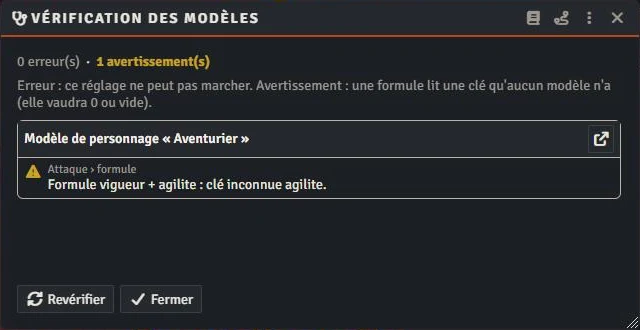 VÉRIFICATION DES MODÈLES
0 erreur(s) • 1 avertissement(s)
Erreur : ce réglage ne peut pas marcher. Avertissement : une formule lit une clé qu'aucun modèle n'a
(elle vaudra 0 ou vide).
Modèle de personnage « Aventurier »
Attaque › formule
Formule vigueur + agilite : clé inconnue agilite.
Revérifier
Fermer